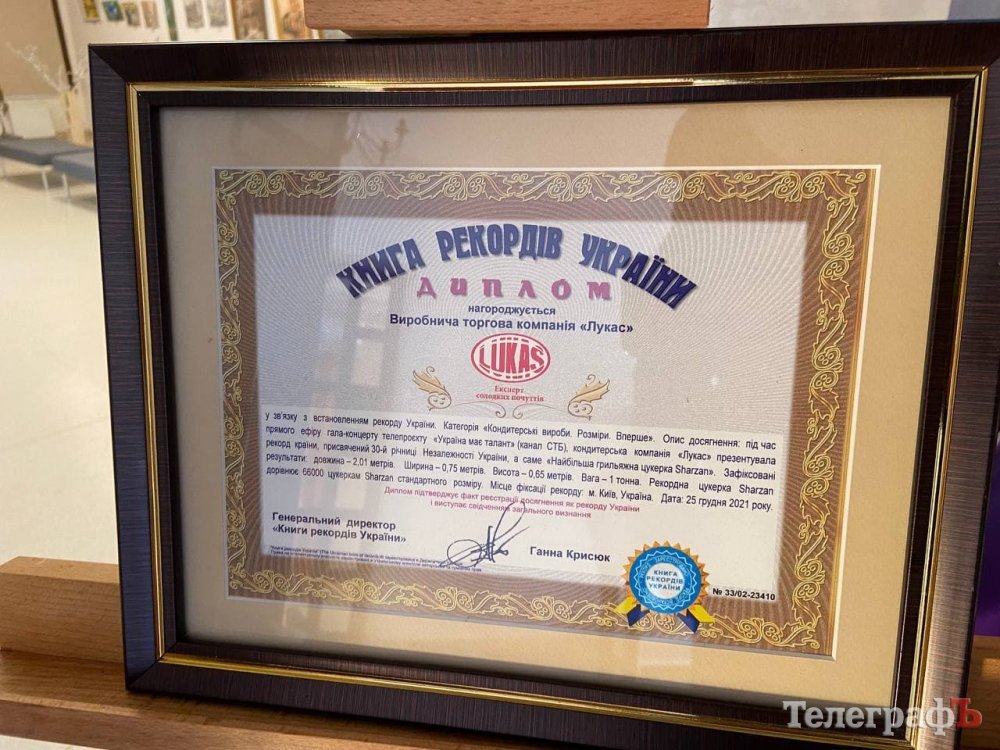 КНИГА РЕКОРДІВ УКРАЇНИ
ДИПЛОМ
нагороджується
Виробнича торгова компанія «Лукас»
LUKAS
Експерт
солодких почуттів
у зв'язку з встановленням рекорду України. Категорія «Кондитерські вироби. Розміри. Вперше». Опис досягнення: під час
прямого ефіру гала-концерту телепроєкту «Україна має талант» (канал СТБ), кондитерська компанія «Лукас» презентувала
рекорд країни, присвячений 30-й річниці Незалежності України, а саме «Найбільша грильяжна цукерка Sharzan». Зафіксовані
результати: довжина – 2,01 метрів. Ширина – 0,75 метрів. Висота – 0,65 метрів. Вага – 1 тонна. Рекордна цукерка Sharzan
дорівнює 66000 цукеркам Sharzan стандартного розміру. Місце фіксації рекорду: м. Київ, Україна. Дата: 25 грудня 2021 року.
Диплом підтверджує факт реєстрації досягнення як рекорду України
і виступає свідченням загального визнання
Генеральний директор
«Книги рекордів України»
Ганна Крисюк
КНИГА
РЕКОРДІВ
УКРАЇНИ
№ 33/02-23410
ТелеграфЪ